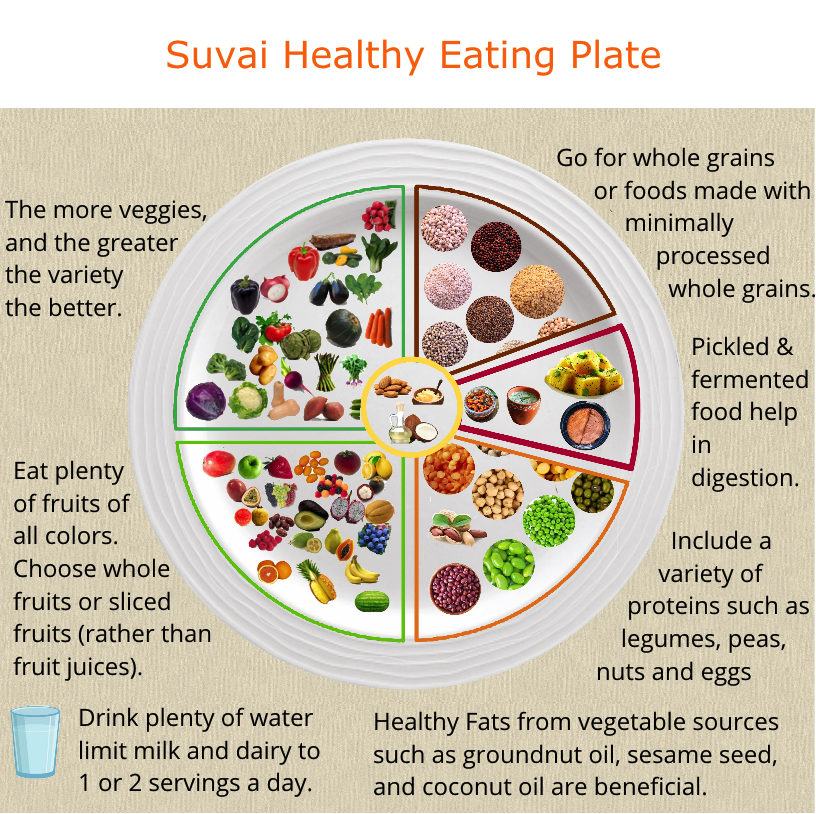 Suvai Healthy Eating Plate
The more veggies,
and the greater
the variety
the better.
Go for whole grains
or foods made with
minimally
processed
whole grains.
Pickled &
fermented
food help
in
digestion.
Eat plenty
of fruits of
all colors.
Choose whole
fruits or sliced
fruits (rather than
fruit juices).
Include a
variety of
proteins such as
legumes, peas,
nuts and eggs
Drink plenty of water
limit milk and dairy to
1 or 2 servings a day.
Healthy Fats from vegetable sources
such as groundnut oil, sesame seed,
and coconut oil are beneficial.